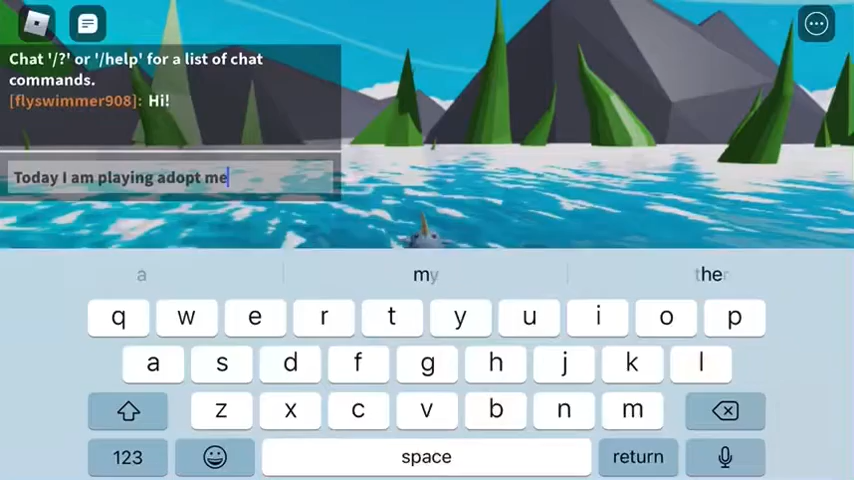 Chat '/?' or '/help' for a list of chat
commands.
[flyswimmer908]: Hi!
Today I am playing adopt me
a my the
q w e r t y u i o p
a s d f g h j k l
z x c v b n m
123 space return